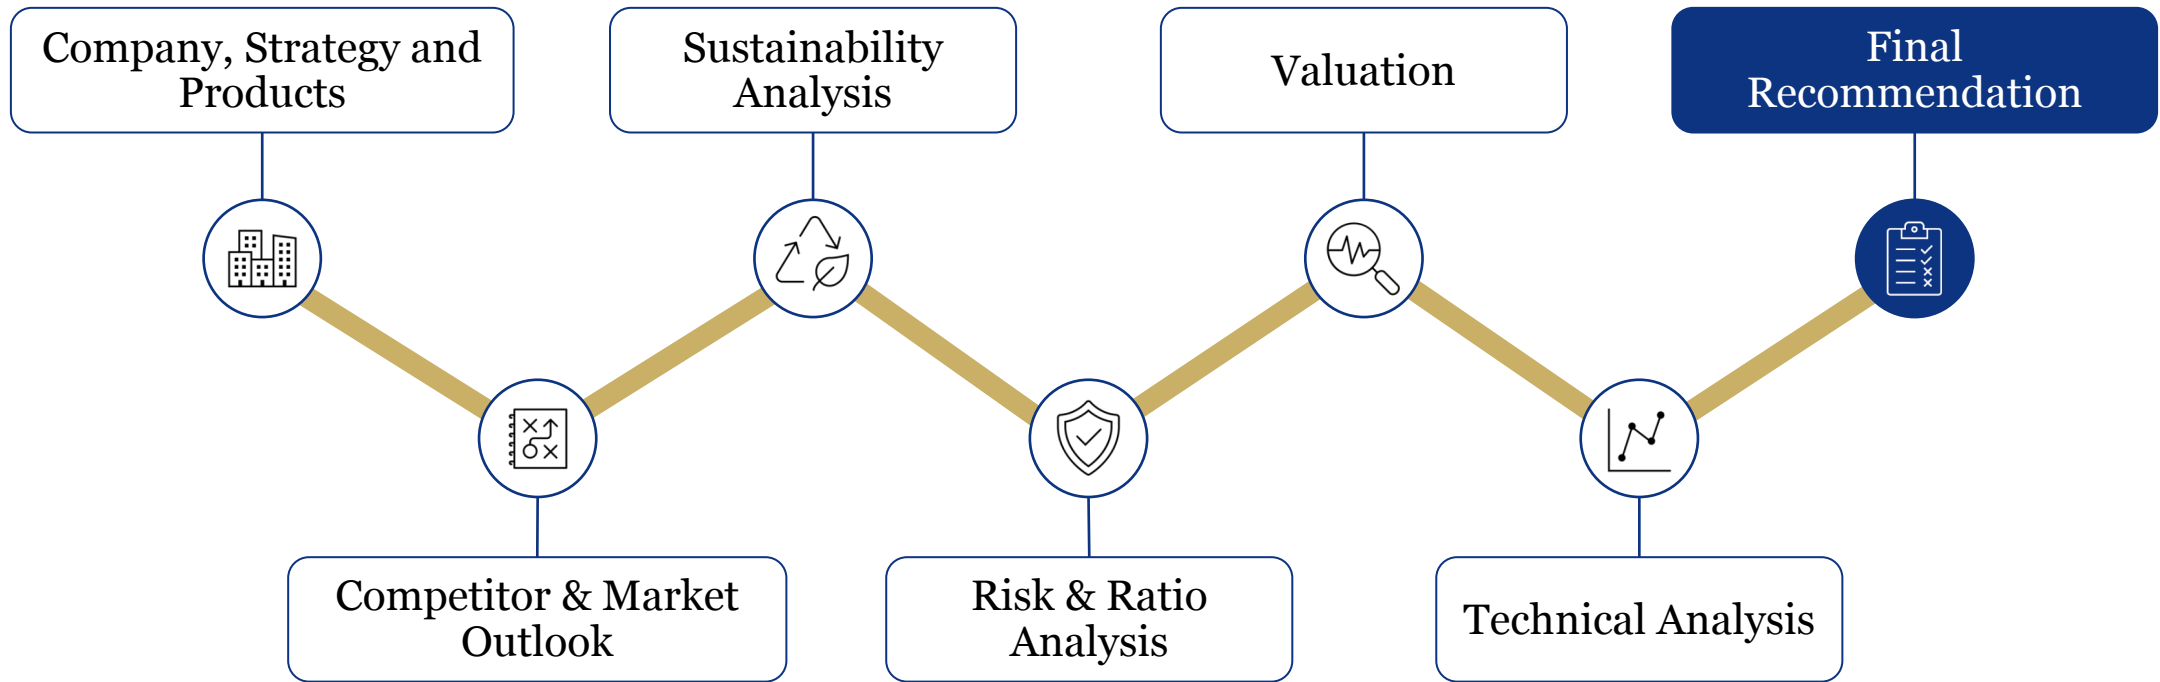 Company, Strategy and
Products
Sustainability
Analysis
Valuation
Final
Recommendation
Competitor & Market
Outlook
Risk & Ratio
Analysis
Technical Analysis